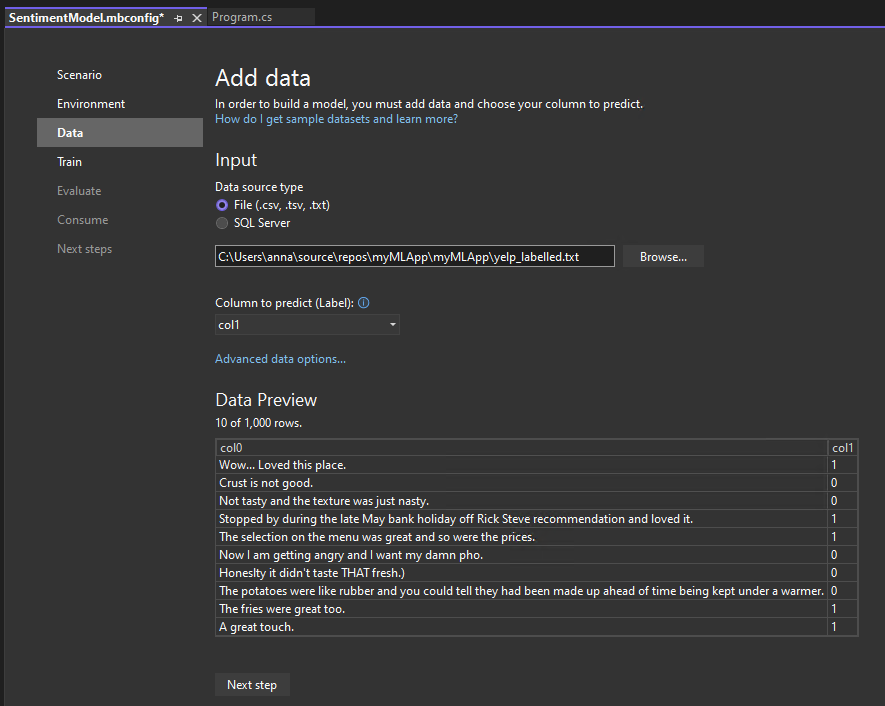 SentimentModel.mbconfig* Program.cs
Scenario
Environment
Data
Train
Evaluate
Consume
Next steps
Add data
In order to build a model, you must add data and choose your column to predict.
How do I get sample datasets and learn more?
Input
Data source type
File (.csv, .tsv, .txt)
SQL Server
C:\Users\anna\source\repos\myMLApp\myMLApp\yelp_labelled.txt Browse...
Column to predict (Label):
col1
Advanced data options...
Data Preview
10 of 1,000 rows.
col0 col1
Wow... Loved this place. 1
Crust is not good. 0
Not tasty and the texture was just nasty. 0
Stopped by during the late May bank holiday off Rick Steve recommendation and loved it. 1
The selection on the menu was great and so were the prices. 1
Now I am getting angry and I want my damn pho. 0
Honeslty it didn't taste THAT fresh.) 0
The potatoes were like rubber and you could tell they had been made up ahead of time being kept under a warmer. 0
The fries were great too. 1
A great touch. 1
Next step